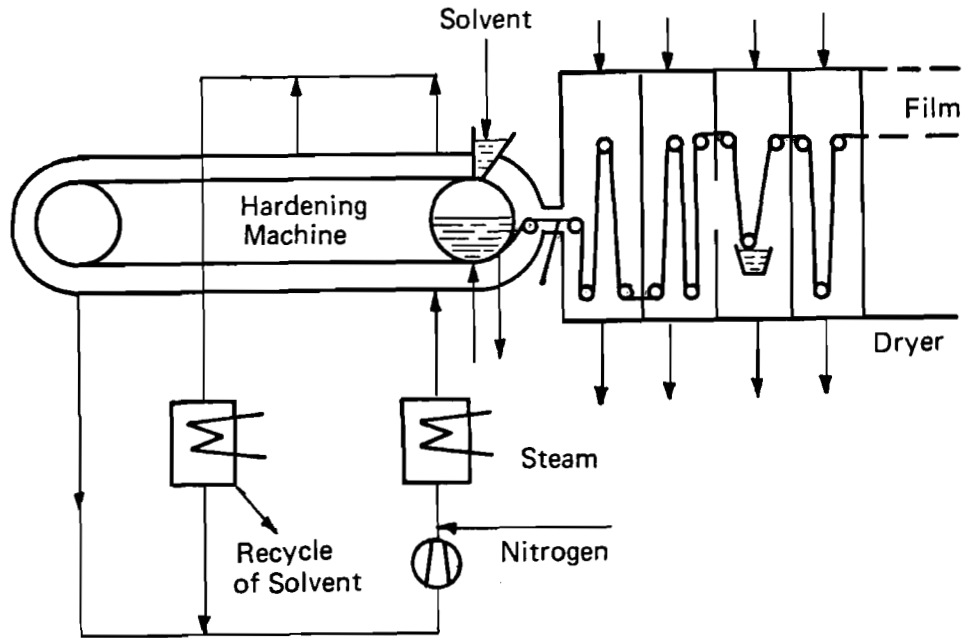 Solvent
Film
Hardening
Machine
Dryer
Steam
Nitrogen
Recycle
of Solvent